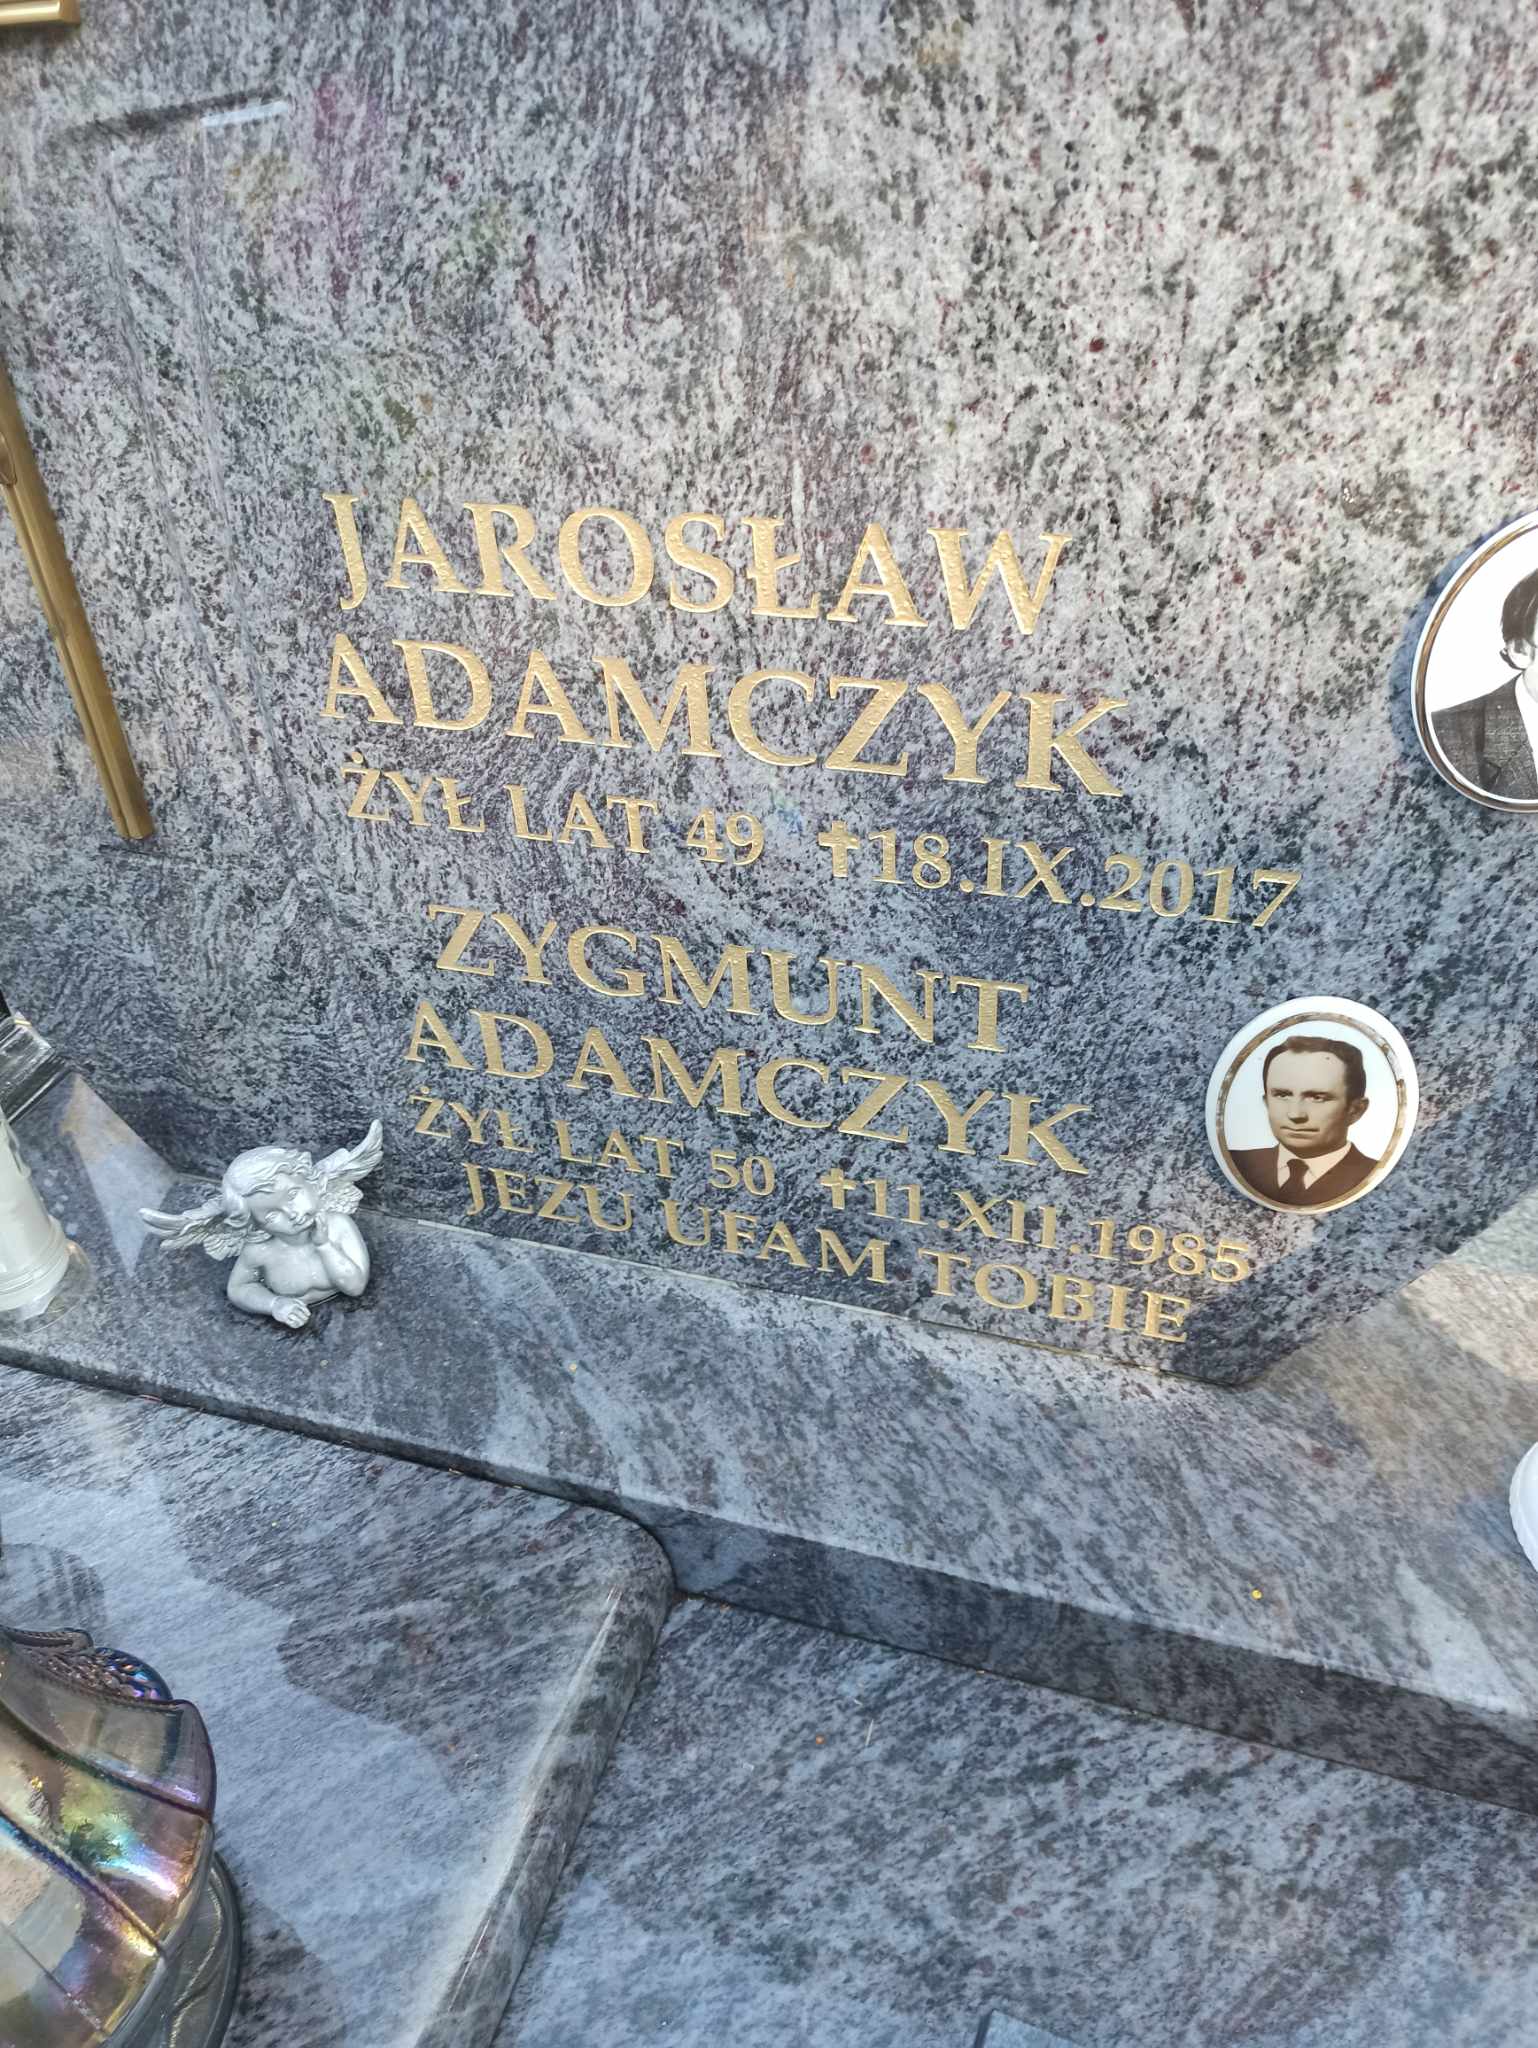 JAROSŁAW
ADAMCZYK
ŻYŁ LAT 49 ✝18.IX.2017
ZYGMUNT
ADAMCZYK
ŻYŁ LAT 50 ✝11.XII.1985
JEZU UFAM TOBIE